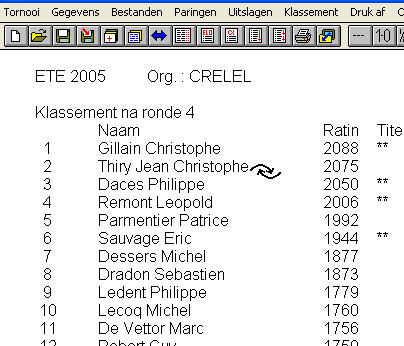 Tornooi Gegevens Bestanden Paringen Uitslagen Klassement Druk af
--- 1-0
ETE 2005 Org. : CRELEL
Klassement na ronde 4
Naam Ratin Tite
1 Gillain Christophe 2088 **
2 Thiry Jean Christophe 2075
3 Daces Philippe 2050 **
4 Remont Leopold 2006 **
5 Parmentier Patrice 1992
6 Sauvage Eric 1944 **
7 Dessers Michel 1877
8 Dradon Sebastien 1873
9 Ledent Philippe 1779
10 Lecoq Michel 1760
11 De Vettor Marc 1756
12 Robert Guy 1750